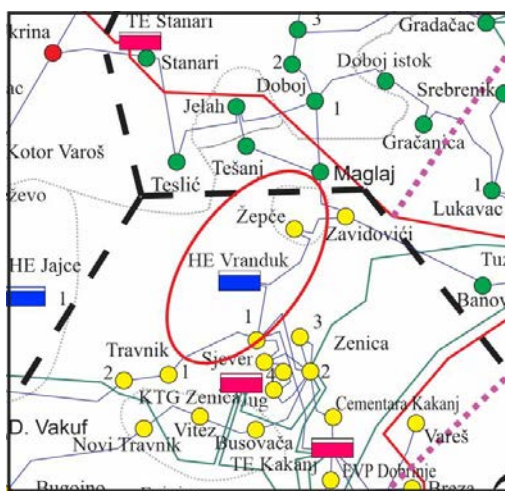 TE Stanari
krina
Stanari
3
Gradačac
2
Doboj istok
Doboj
1
Srebrenik
ac
Jelah
Gračanica
Kotor Varoš
Tešanj
Teslić
Maglaj
1
Lukavac
ževo
Žepče
Zavidovići
HE Jajce
1
HE Vranduk
Tuz
Banov
1
3
Travnik
2
1
Sjever
Zenica
4
2
KTG Zenica
Jug
Cementara Kakanj
D. Vakuf
Novi Travnik
Vitez
Busovača
Vareš
TE Kakanj
EVP Dobrinje
Bugojno
Breza